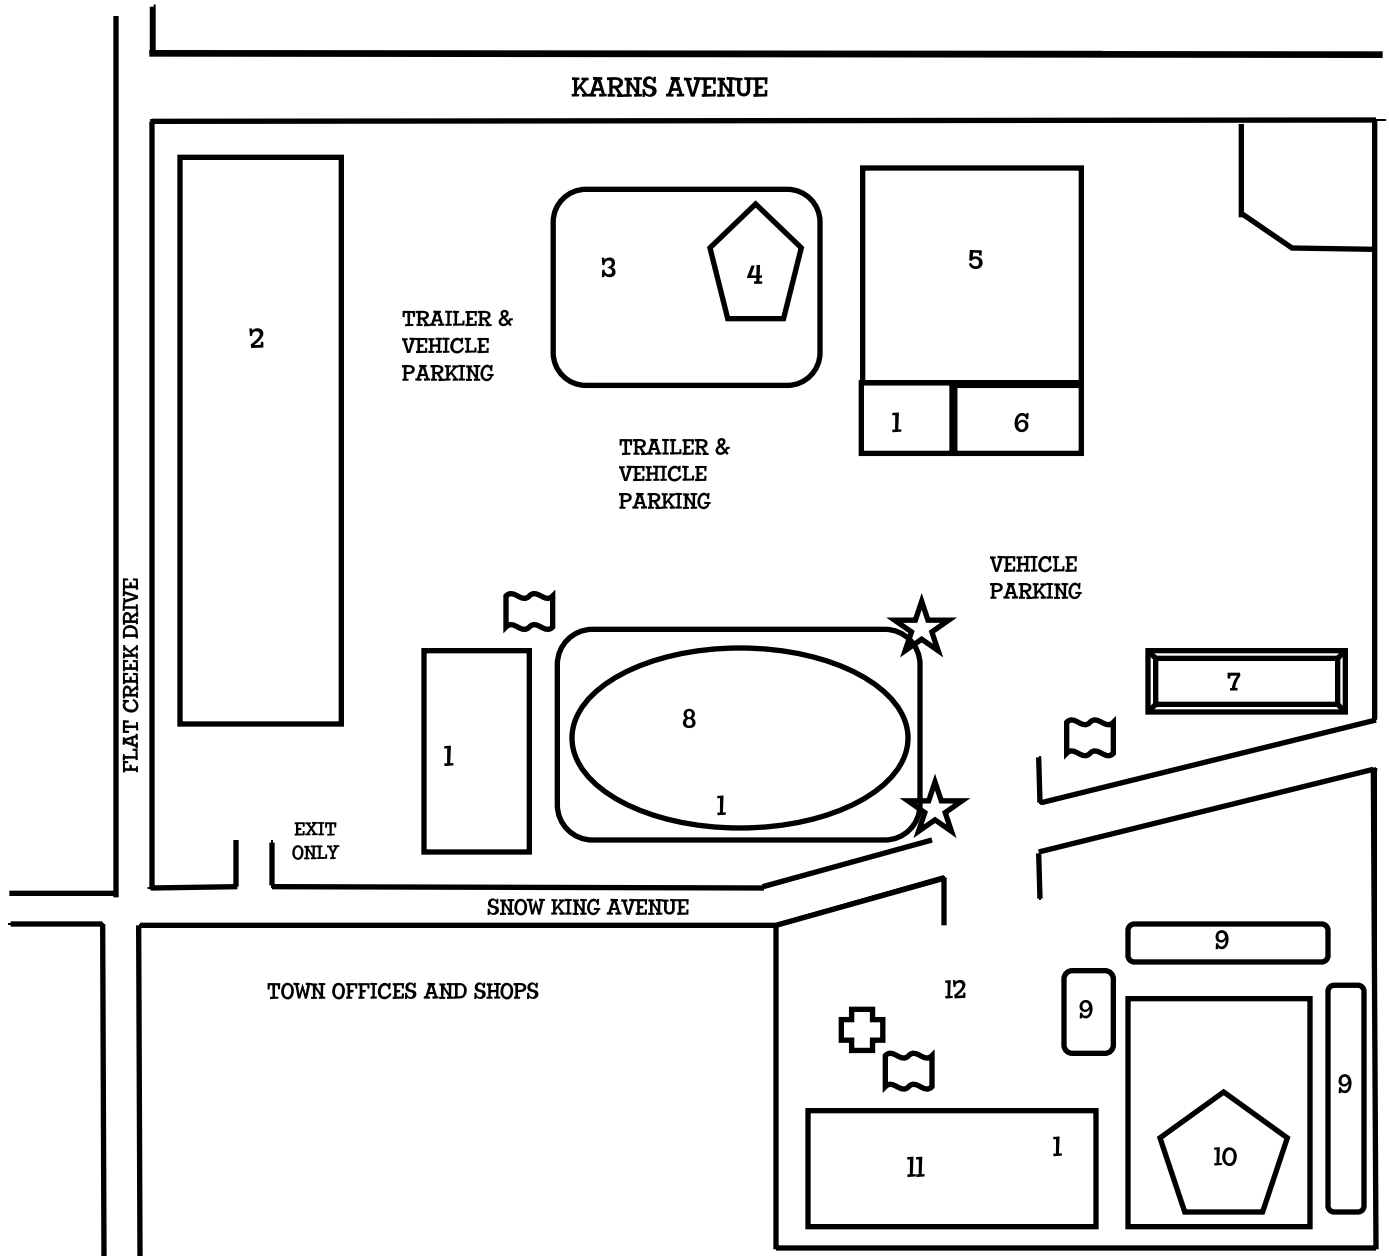 KARNS AVENUE
2
3
4
5
TRAILER &
VEHICLE
PARKING
1
6
TRAILER &
VEHICLE
PARKING
VEHICLE
PARKING
FLAT CREEK DRIVE
7
8
1
1
EXIT
ONLY
SNOW KING AVENUE
TOWN OFFICES AND SHOPS
12
9
9
9
10
11
1